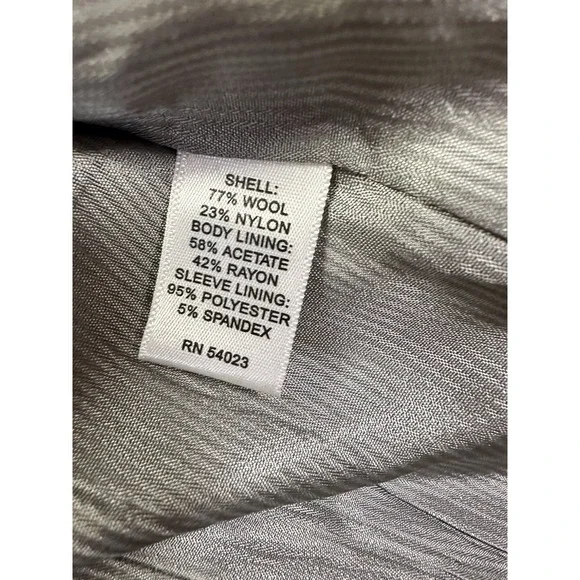 SHELL:
77% WOOL
23% NYLON
BODY LINING:
58% ACETATE
42% RAYON
SLEEVE LINING:
95% POLYESTER
5% SPANDEX
RN 54023